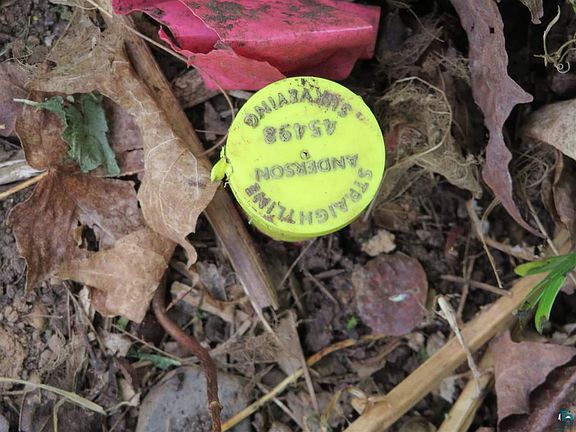 STRAIGHTLINE
ANDERSON
45498
SURVEYING